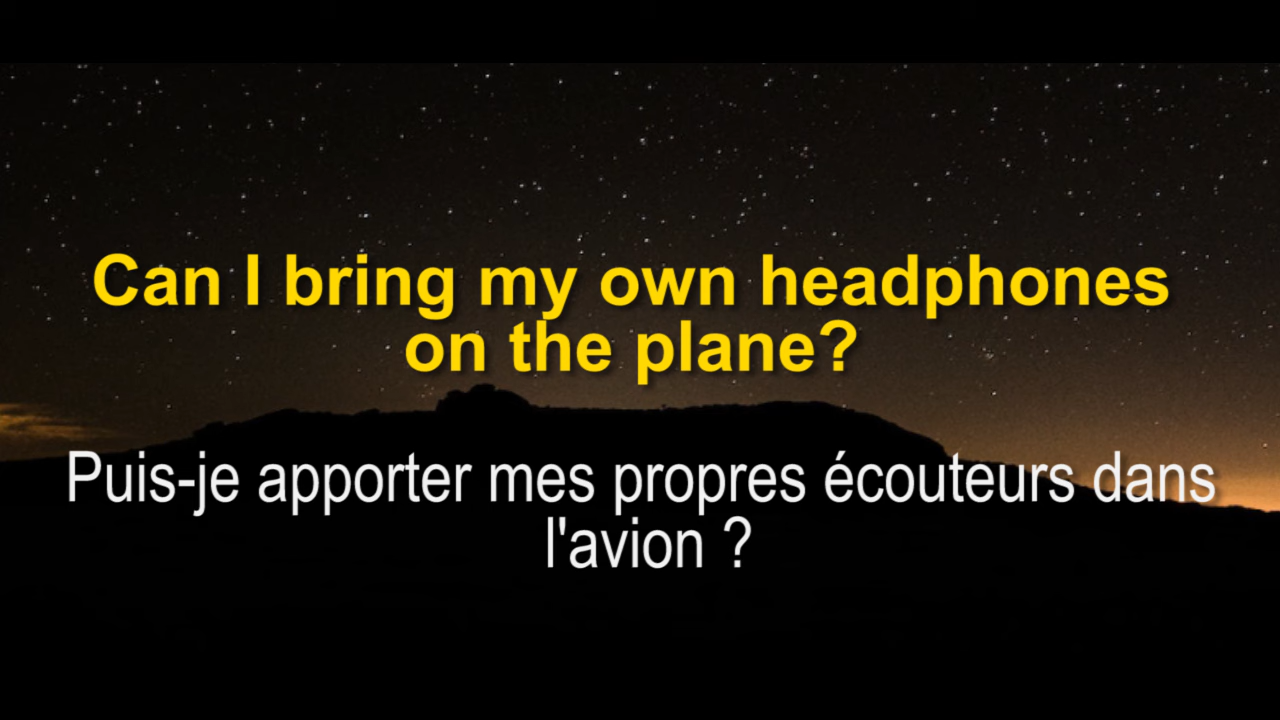 Can I bring my own headphones
on the plane?
Puis-je apporter mes propres écouteurs dans
l'avion ?